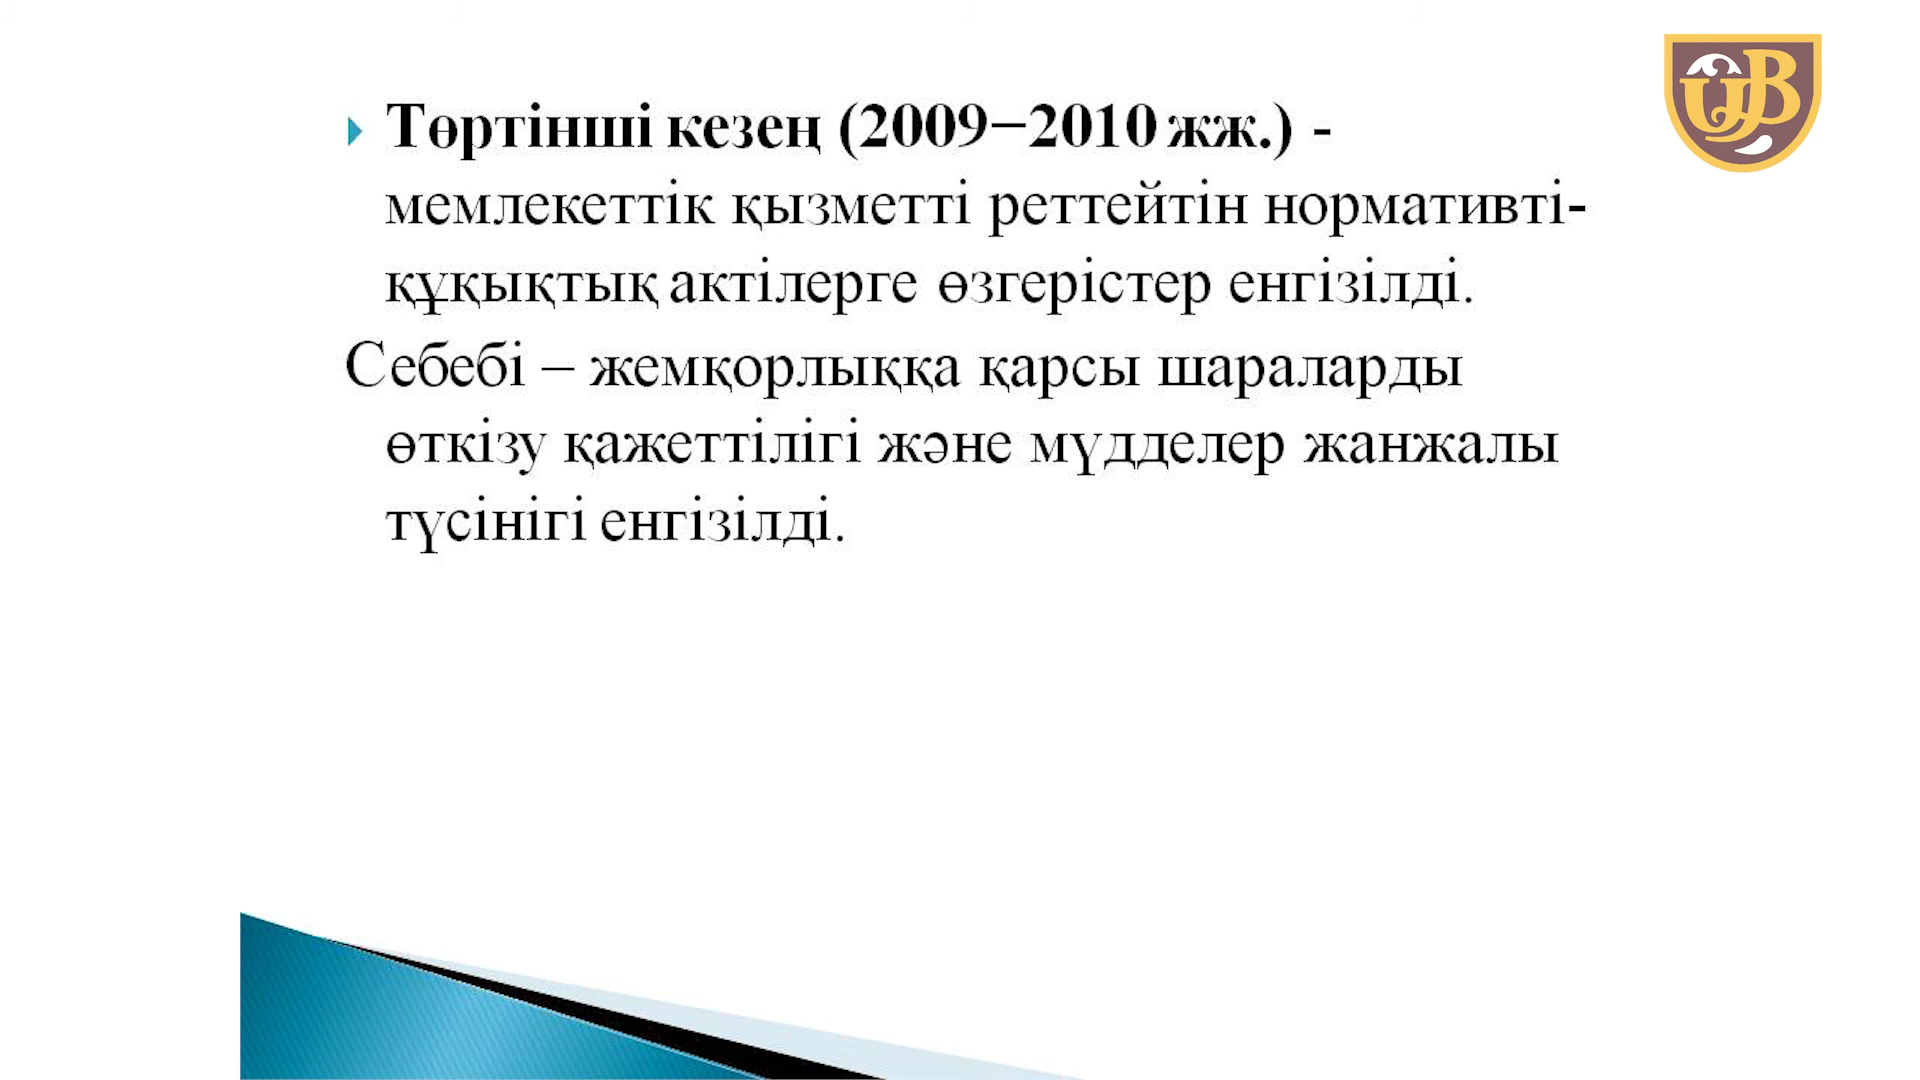 Төртінші кезең (2009–2010 жж.) -
мемлекеттік қызметті реттейтін нормативті-
құқықтық актілерге өзгерістер енгізілді.
Себебі – жемқорлыққа қарсы шараларды
өткізу қажеттілігі және мүдделер жанжалы
түсінігі енгізілді.